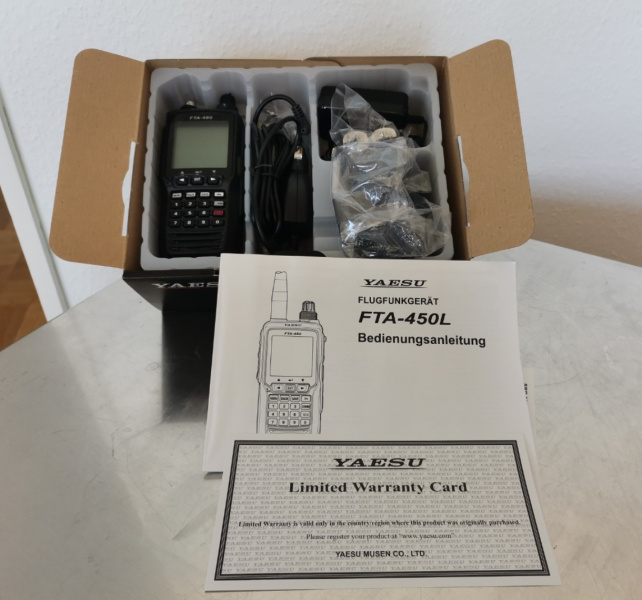 FTA-450
YAESU
YAESU
FLUGFUNKGERÄT
FTA-450L
Bedienungsanleitung
YAESU
FTA-450
YAESU
Limited Warranty Card
Limited Warranty is valid only in the country/region where this product was originally purchased.
Please register your product at "www.yaesu.com"
YAESU MUSEN CO., LTD.